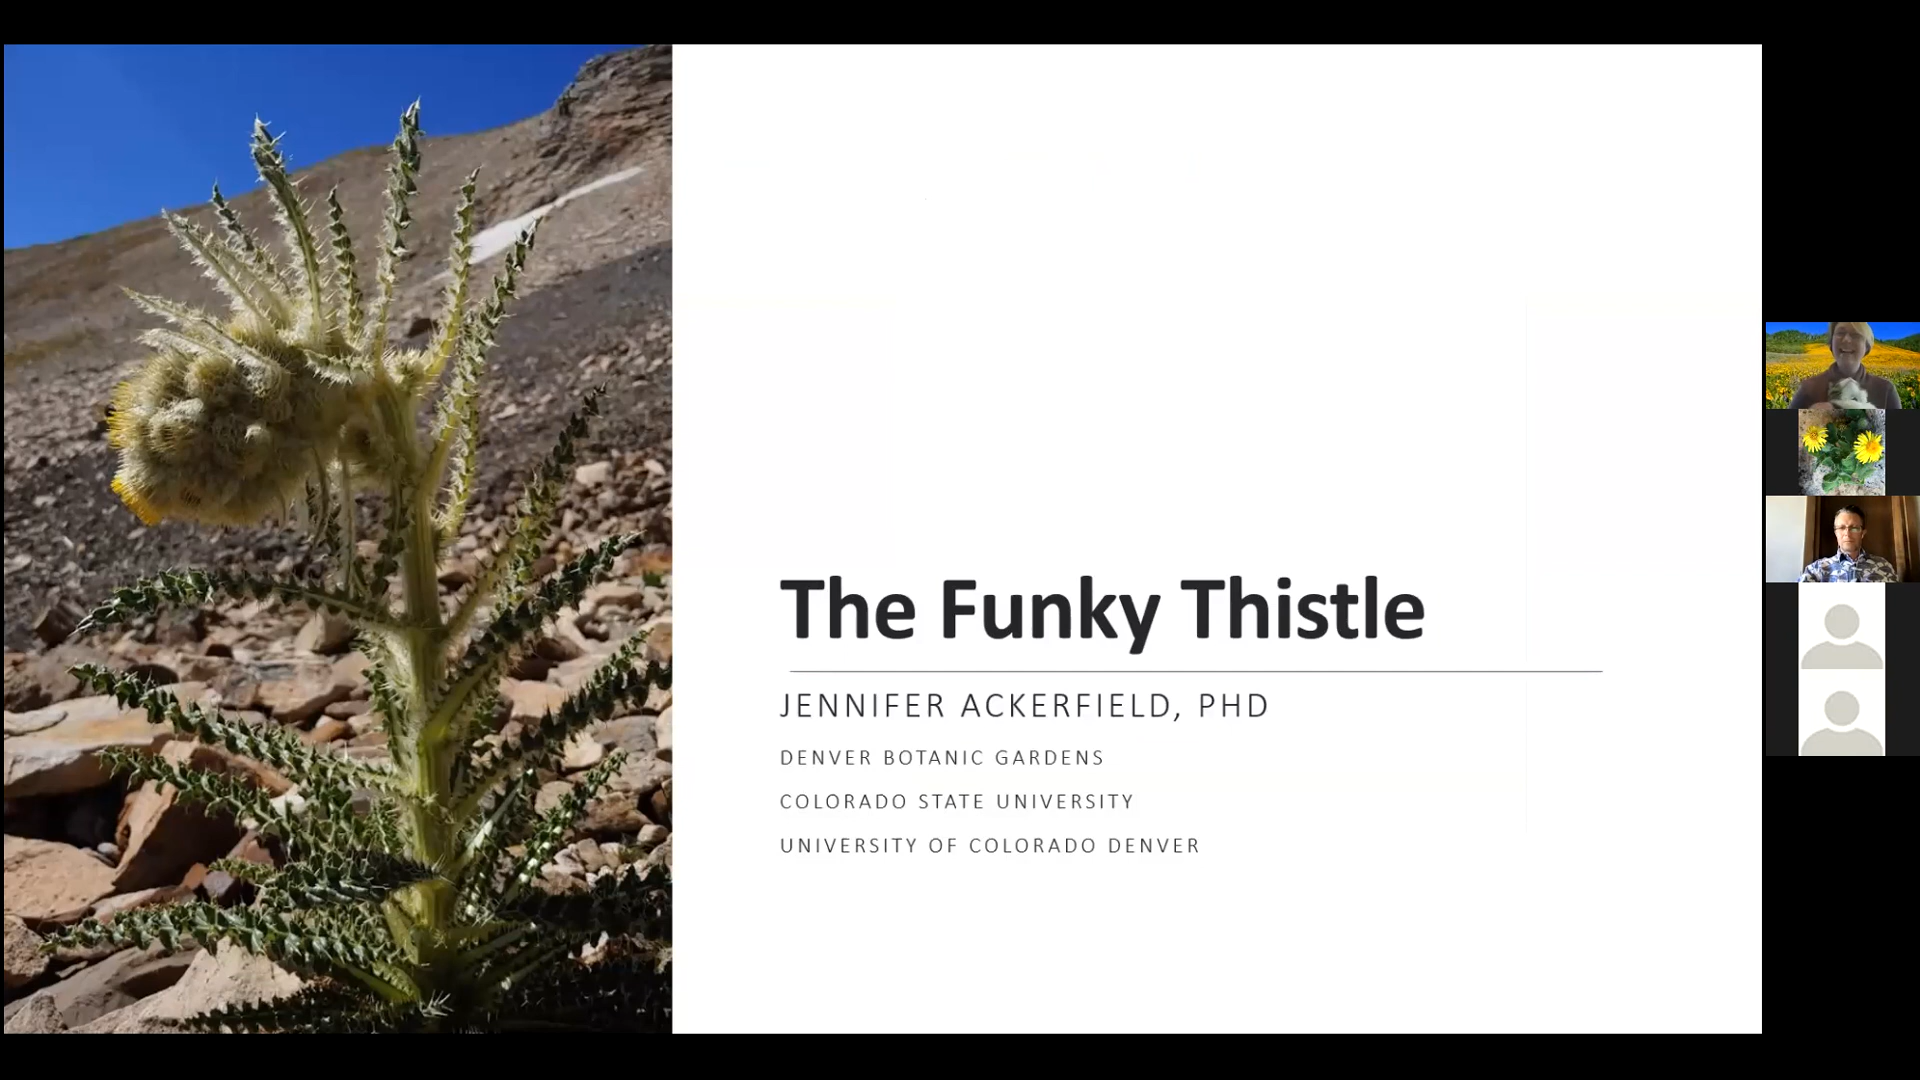 The Funky Thistle
JENNIFER ACKERFIELD, PHD
DENVER BOTANIC GARDENS
COLORADO STATE UNIVERSITY
UNIVERSITY OF COLORADO DENVER